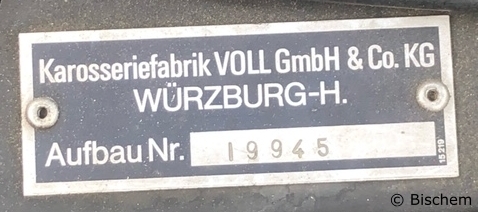 Karosseriefabrik VOLL GmbH & Co. KG
WÜRZBURG-H.
Aufbau Nr. 19945
15 219
© Bischem